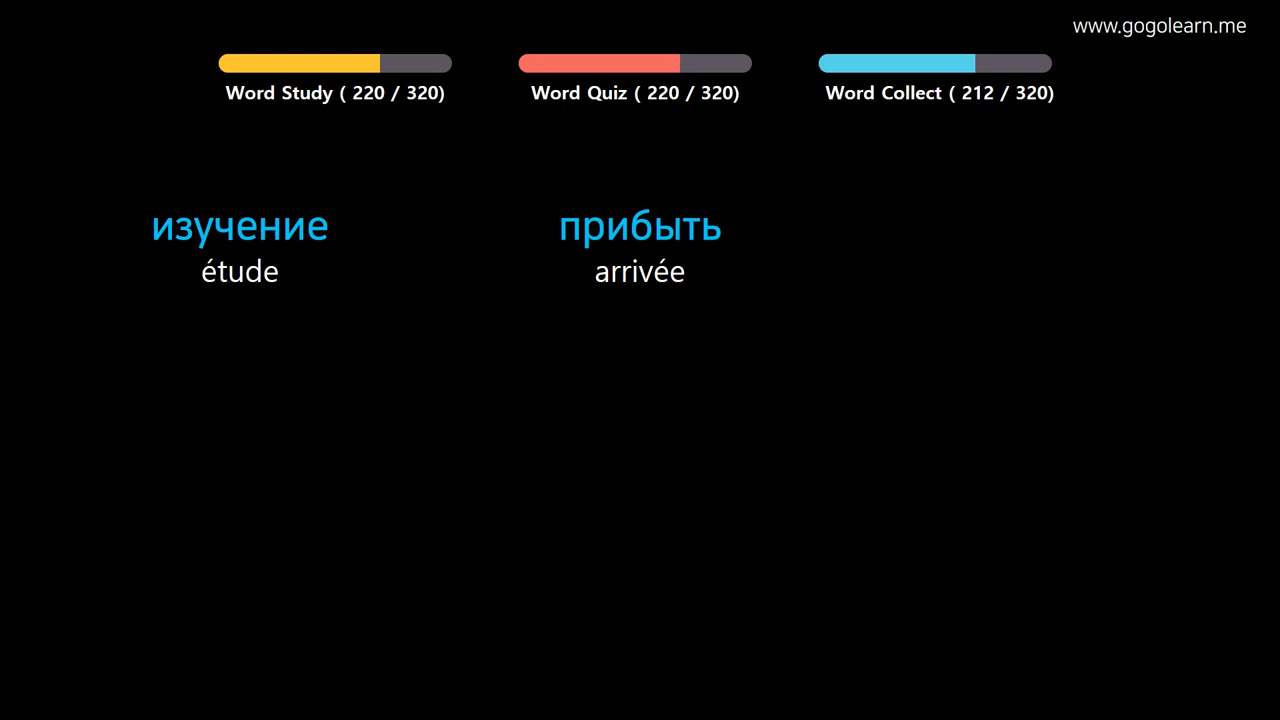 www.gogolearn.me
Word Study ( 220 / 320)
Word Quiz ( 220 / 320)
Word Collect ( 212 / 320)
изучение
étude
прибыть
arrivée